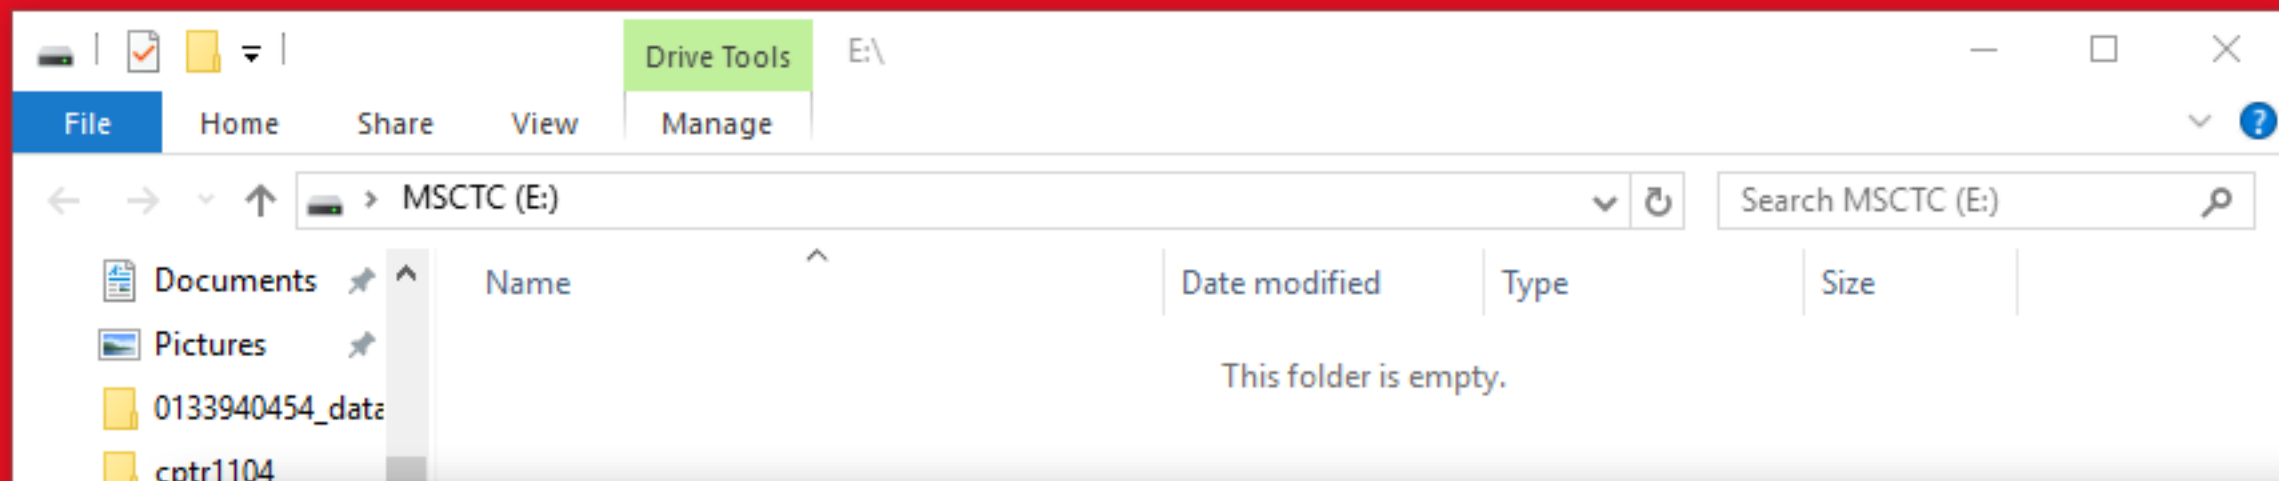 Drive Tools E:\
File Home Share View Manage ?
MSCTC (E:) Search MSCTC (E:)
Documents Name Date modified Type Size
Pictures
This folder is empty.
0133940454_data
cptr1104